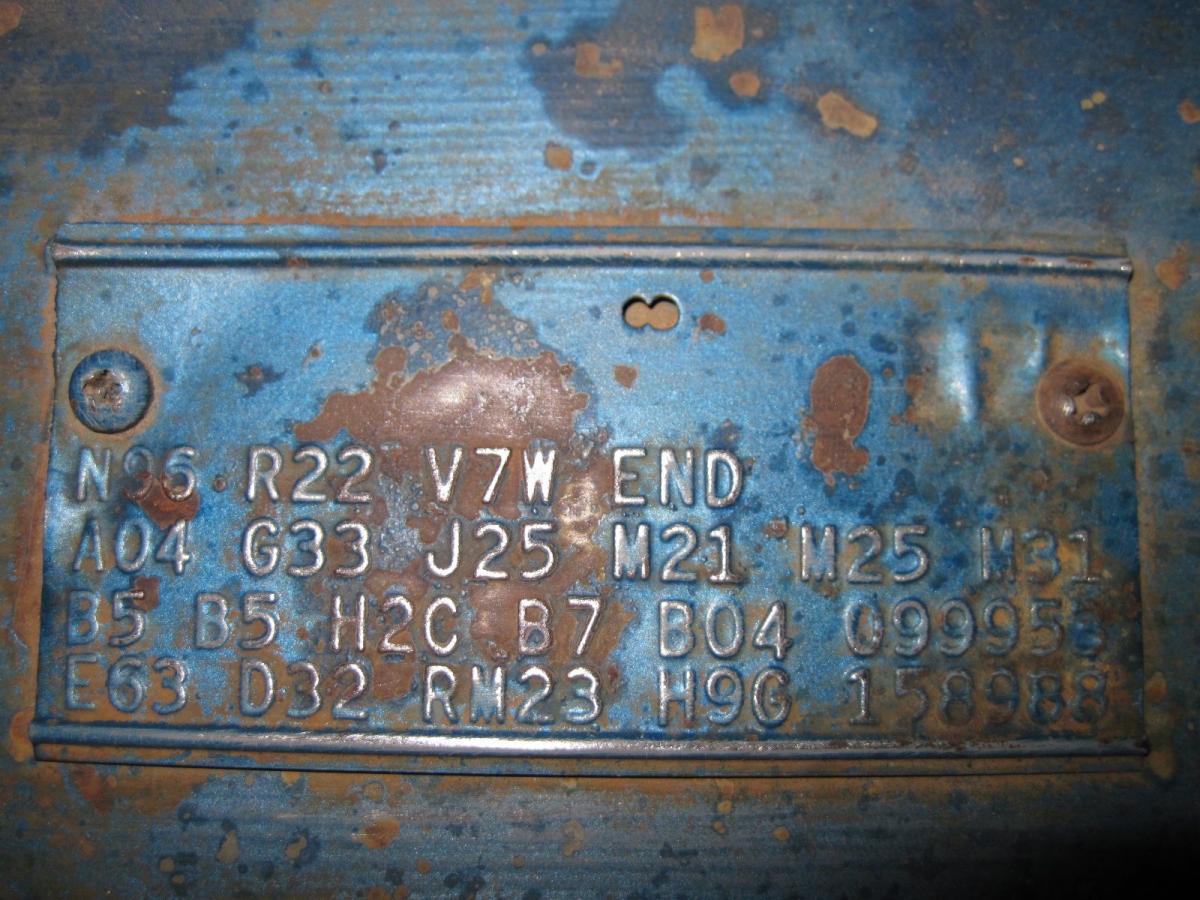 N96 R22 V7W END
A04 G33 J25 M21 M25 M31
B5 B5 H2C B7 B04
E63 D32 RM23 H9G 158988